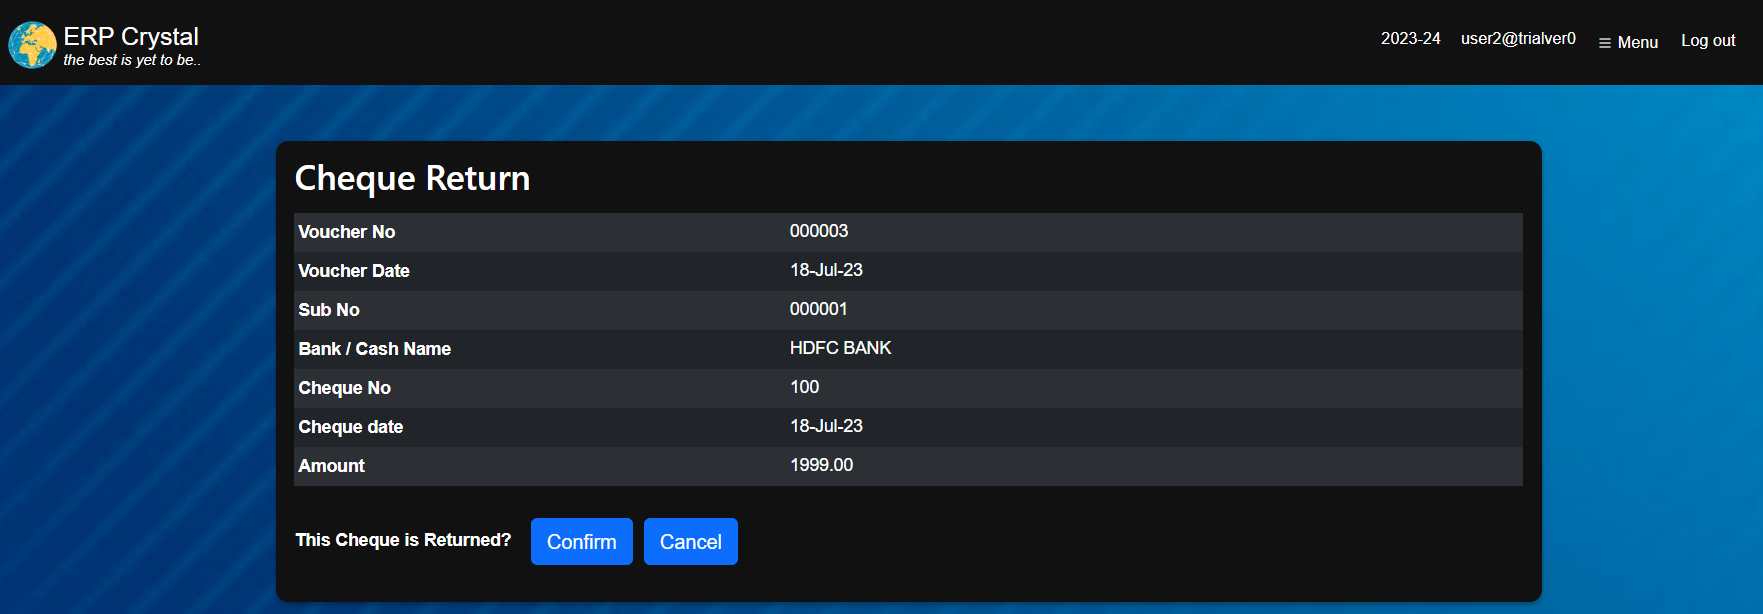 ERP Crystal
the best is yet to be..
2023-24 user2@trialver0 Menu Log out
Cheque Return
Voucher No 000003
Voucher Date 18-Jul-23
Sub No 000001
Bank / Cash Name HDFC BANK
Cheque No 100
Cheque date 18-Jul-23
Amount 1999.00
This Cheque is Returned? Confirm Cancel